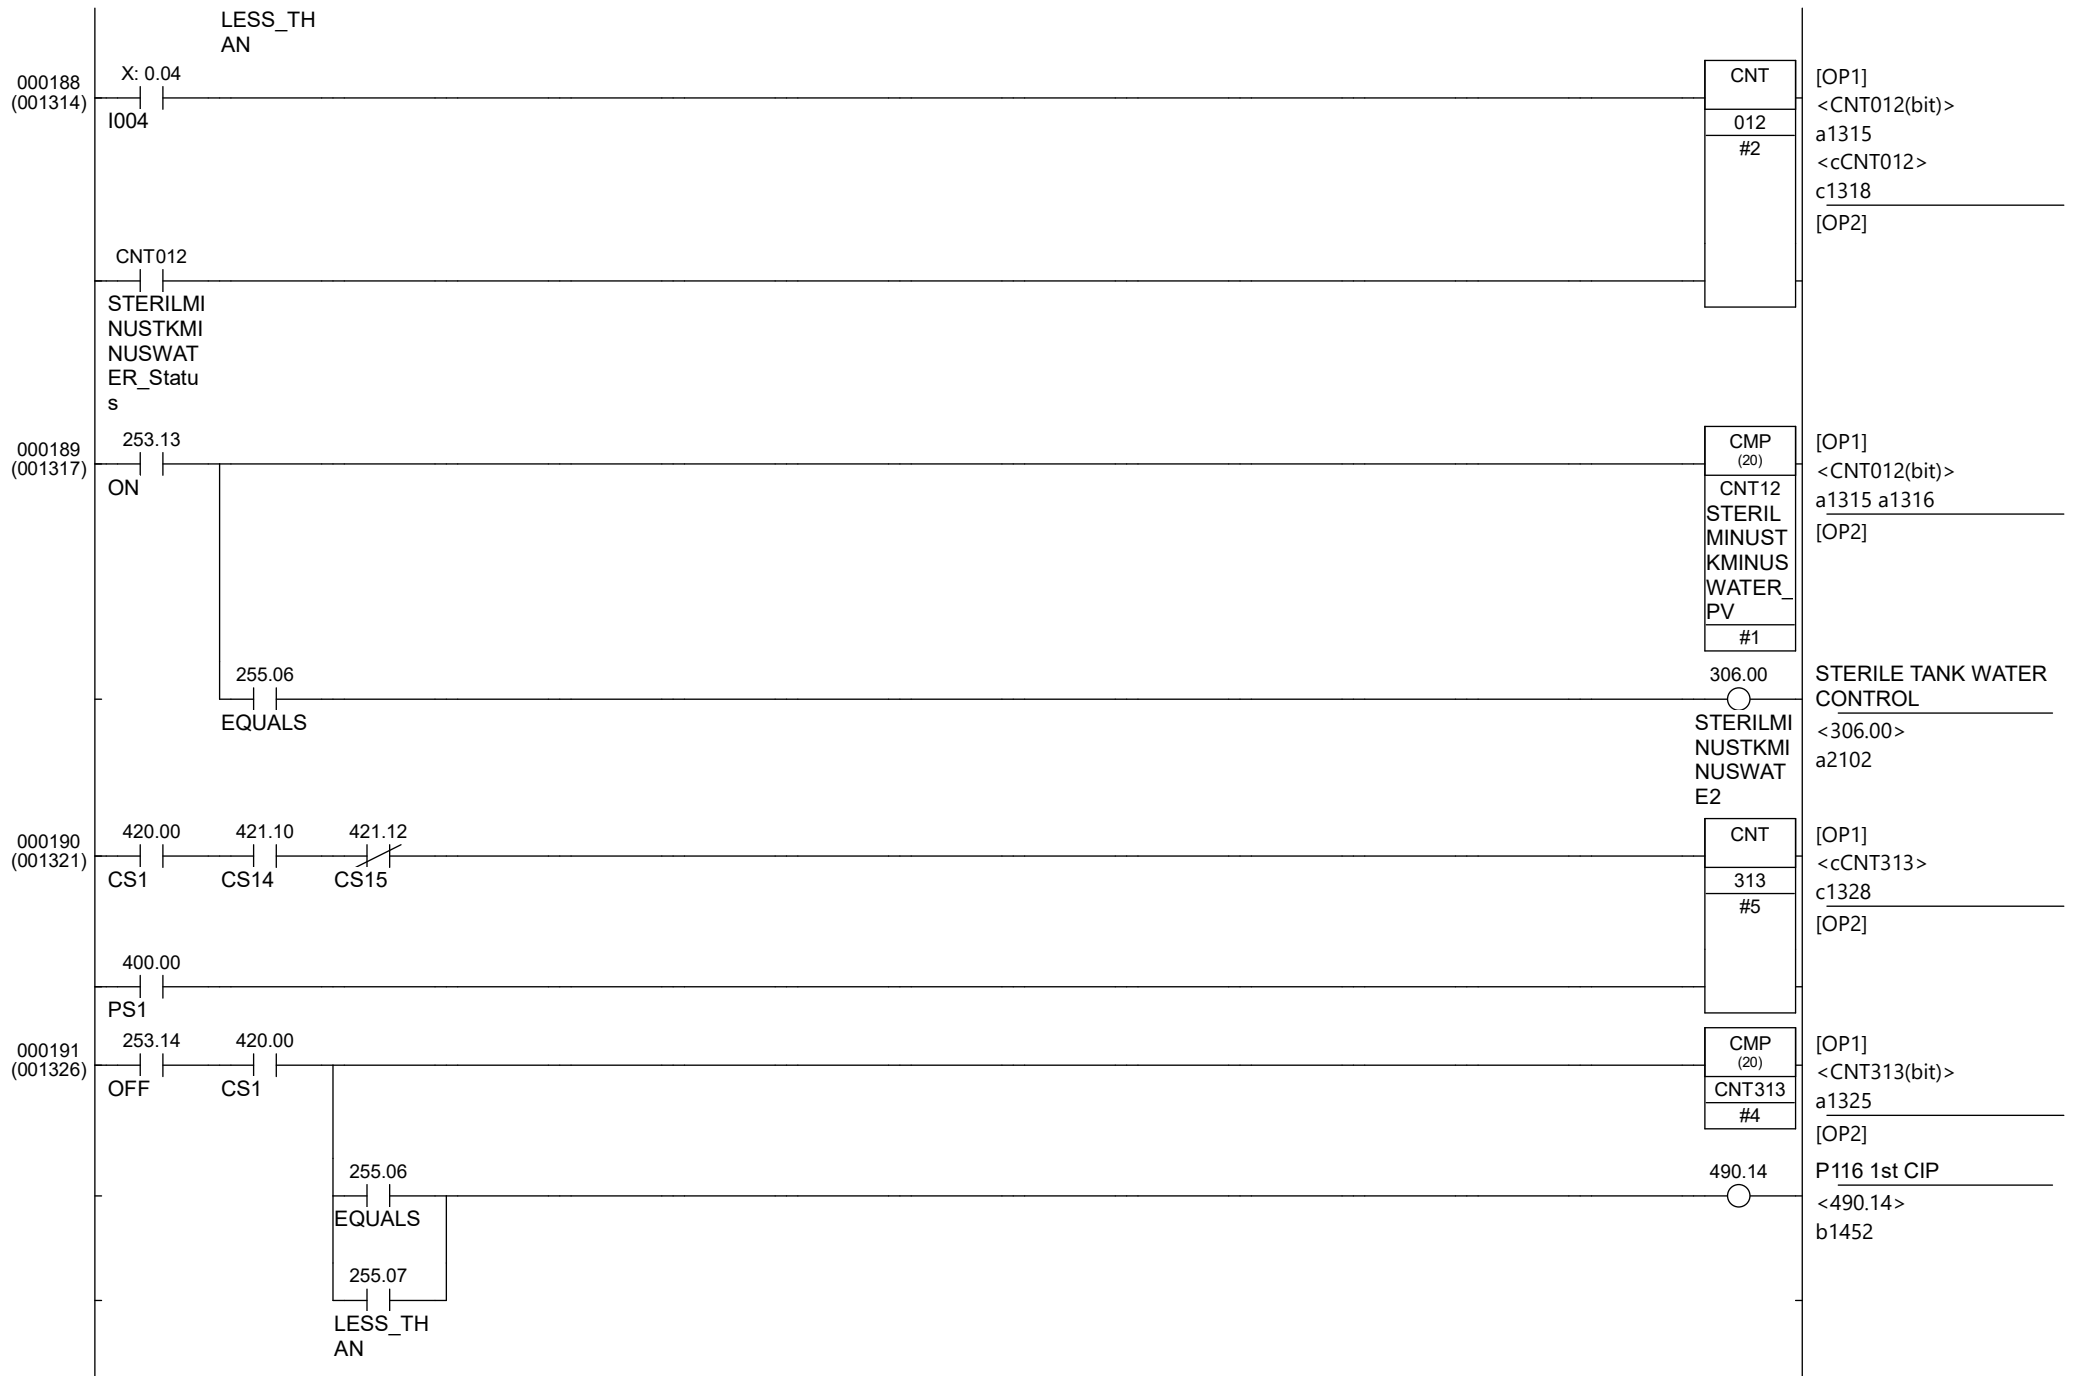 LESS_TH
AN
000188
(001314)
X: 0.04
I004
CNT
012
#2
[OP1]
<CNT012(bit)>
a1315
<cCNT012>
c1318
[OP2]
CNT012
STERILMI
NUSTKMI
NUSWAT
ER_Statu
s
000189
(001317)
253.13
ON
CMP
(20)
CNT12
STERIL
MINUST
KMINUS
WATER_
PV
#1
[OP1]
<CNT012(bit)>
a1315 a1316
[OP2]
255.06
EQUALS
306.00
STERILMI
NUSTKMI
NUSWAT
E2
STERILE TANK WATER
CONTROL
<306.00>
a2102
000190
(001321)
420.00
CS1
421.10
CS14
421.12
CS15
CNT
313
#5
[OP1]
<cCNT313>
c1328
[OP2]
400.00
PS1
000191
(001326)
253.14
OFF
420.00
CS1
CMP
(20)
CNT313
#4
[OP1]
<CNT313(bit)>
a1325
[OP2]
255.06
EQUALS
490.14
P116 1st CIP
<490.14>
b1452
255.07
LESS_TH
AN